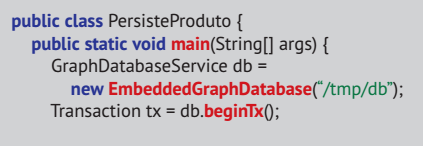 public class PersisteProduto {
public static void main(String[] args) {
GraphDatabaseService db =
new EmbeddedGraphDatabase(“/tmp/db”);
Transaction tx = db.beginTx();